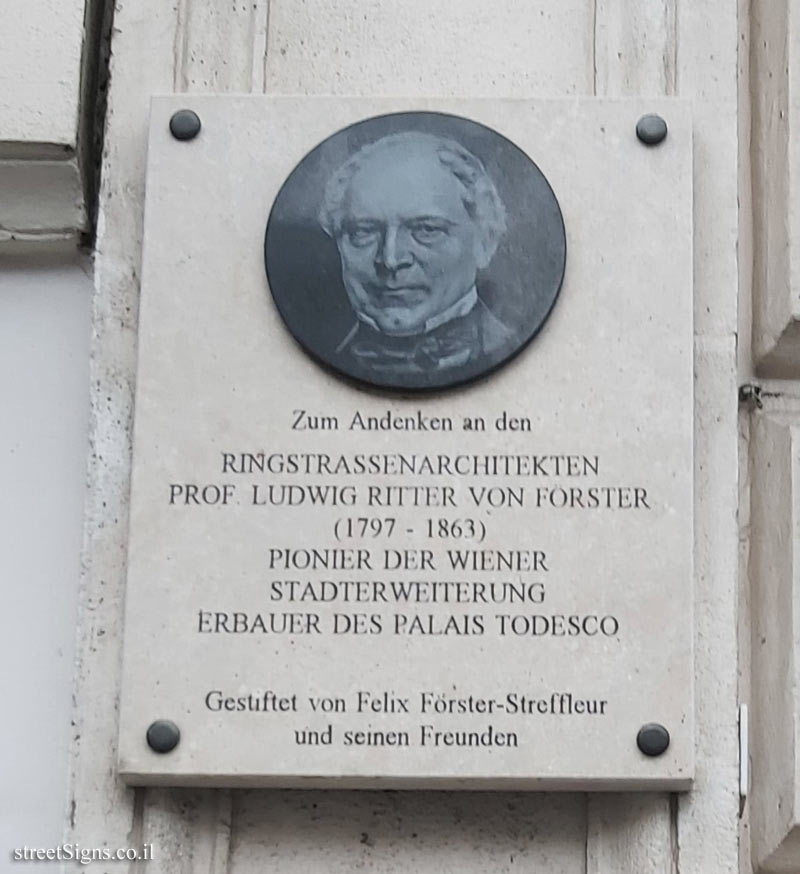 Zum Andenken an den
RINGSTRASSENARCHITEKTEN
PROF. LUDWIG RITTER VON FÖRSTER
(1797 - 1863)
PIONIER DER WIENER
STADTERWEITERUNG
ERBAUER DES PALAIS TODESCO
Gestiftet von Felix Förster-Streffleur
und seinen Freunden
streetSigns.co.il